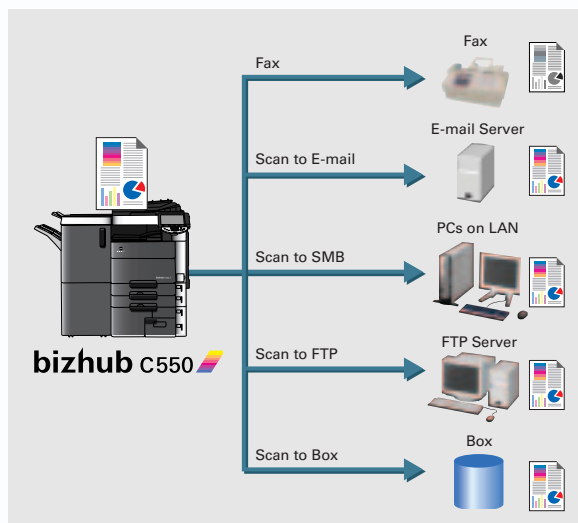 Fax
Fax
E-mail Server
Scan to E-mail
PCs on LAN
Scan to SMB
FTP Server
Scan to FTP
Box
Scan to Box
bizhub C550